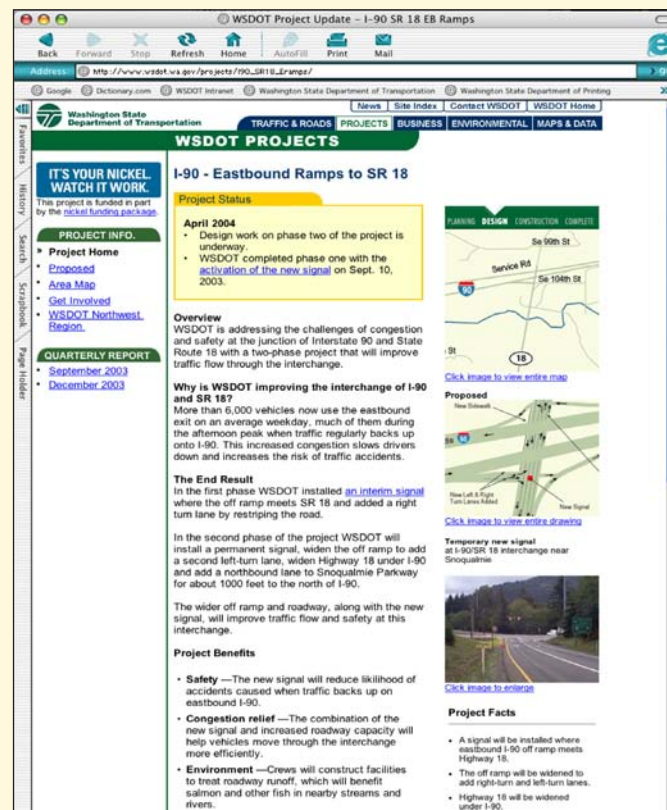 WSDOT Project Update – I-90 SR 18 EB Ramps
Back Forward Stop Refresh Home AutoFill Print Mail
Address: http://www.wsdot.wa.gov/projects/I90_SR18_Eramps/
Google Dictionary.com WSDOT Intranet Washington State Department of Transportation Washington State Department of Printing
Favorites
History
Search
Scrapbook
Page Holder
Washington State
Department of Transportation
News Site Index Contact WSDOT WSDOT Home
TRAFFIC & ROADS PROJECTS BUSINESS ENVIRONMENTAL MAPS & DATA
WSDOT PROJECTS
IT'S YOUR NICKEL.
WATCH IT WORK.
This project is funded in part
by the nickel funding package.
PROJECT INFO.
Project Home
• Proposed
• Area Map
• Get Involved
• WSDOT Northwest
Region
QUARTERLY REPORT
• September 2003
• December 2003
I-90 - Eastbound Ramps to SR 18
Project Status
April 2004
• Design work on phase two of the project is
underway.
• WSDOT completed phase one with the
activation of the new signal on Sept. 10,
2003.
Overview
WSDOT is addressing the challenges of congestion
and safety at the junction of Interstate 90 and State
Route 18 with a two-phase project that will improve
traffic flow through the interchange.
Why is WSDOT improving the interchange of I-90
and SR 18?
More than 6,000 vehicles now use the eastbound
exit on an average weekday, much of them during
the afternoon peak when traffic regularly backs up
onto I-90. This increased congestion slows drivers
down and increases the risk of traffic accidents.
The End Result
In the first phase WSDOT installed an interim signal
where the off ramp meets SR 18 and added a right
turn lane by restriping the road.
In the second phase of the project WSDOT will
install a permanent signal, widen the off ramp to add
a second left-turn lane, widen Highway 18 under I-90
and add a northbound lane to Snoqualmie Parkway
for about 1000 feet to the north of I-90.
The wider off ramp and roadway, along with the new
signal, will improve traffic flow and safety at this
interchange.
Project Benefits
• Safety —The new signal will reduce liklihood of
accidents caused when traffic backs up on
eastbound I-90.
• Congestion relief —The combination of the
new signal and increased roadway capacity will
help vehicles move through the interchange
more efficiently.
• Environment —Crews will construct facilities
to treat roadway runoff, which will benefit
salmon and other fish in nearby streams and
rivers.
PLANNING DESIGN CONSTRUCTION COMPLETE
Se 99th St
Service Rd
Se 104th St
90
St
18
Click image to view entire map
Proposed
New Sidewalk
90
New Left & Right
Turn Lanes Added
New Signal
Click image to view entire drawing
Temporary new signal
at I-90/SR 18 interchange near
Snoqualmie
Click image to enlarge
Project Facts
• A signal will be installed where
eastbound I-90 off ramp meets
Highway 18.
• The off ramp will be widened to
add right-turn and left-turn lanes.
• Highway 18 will be widened
under I-90.